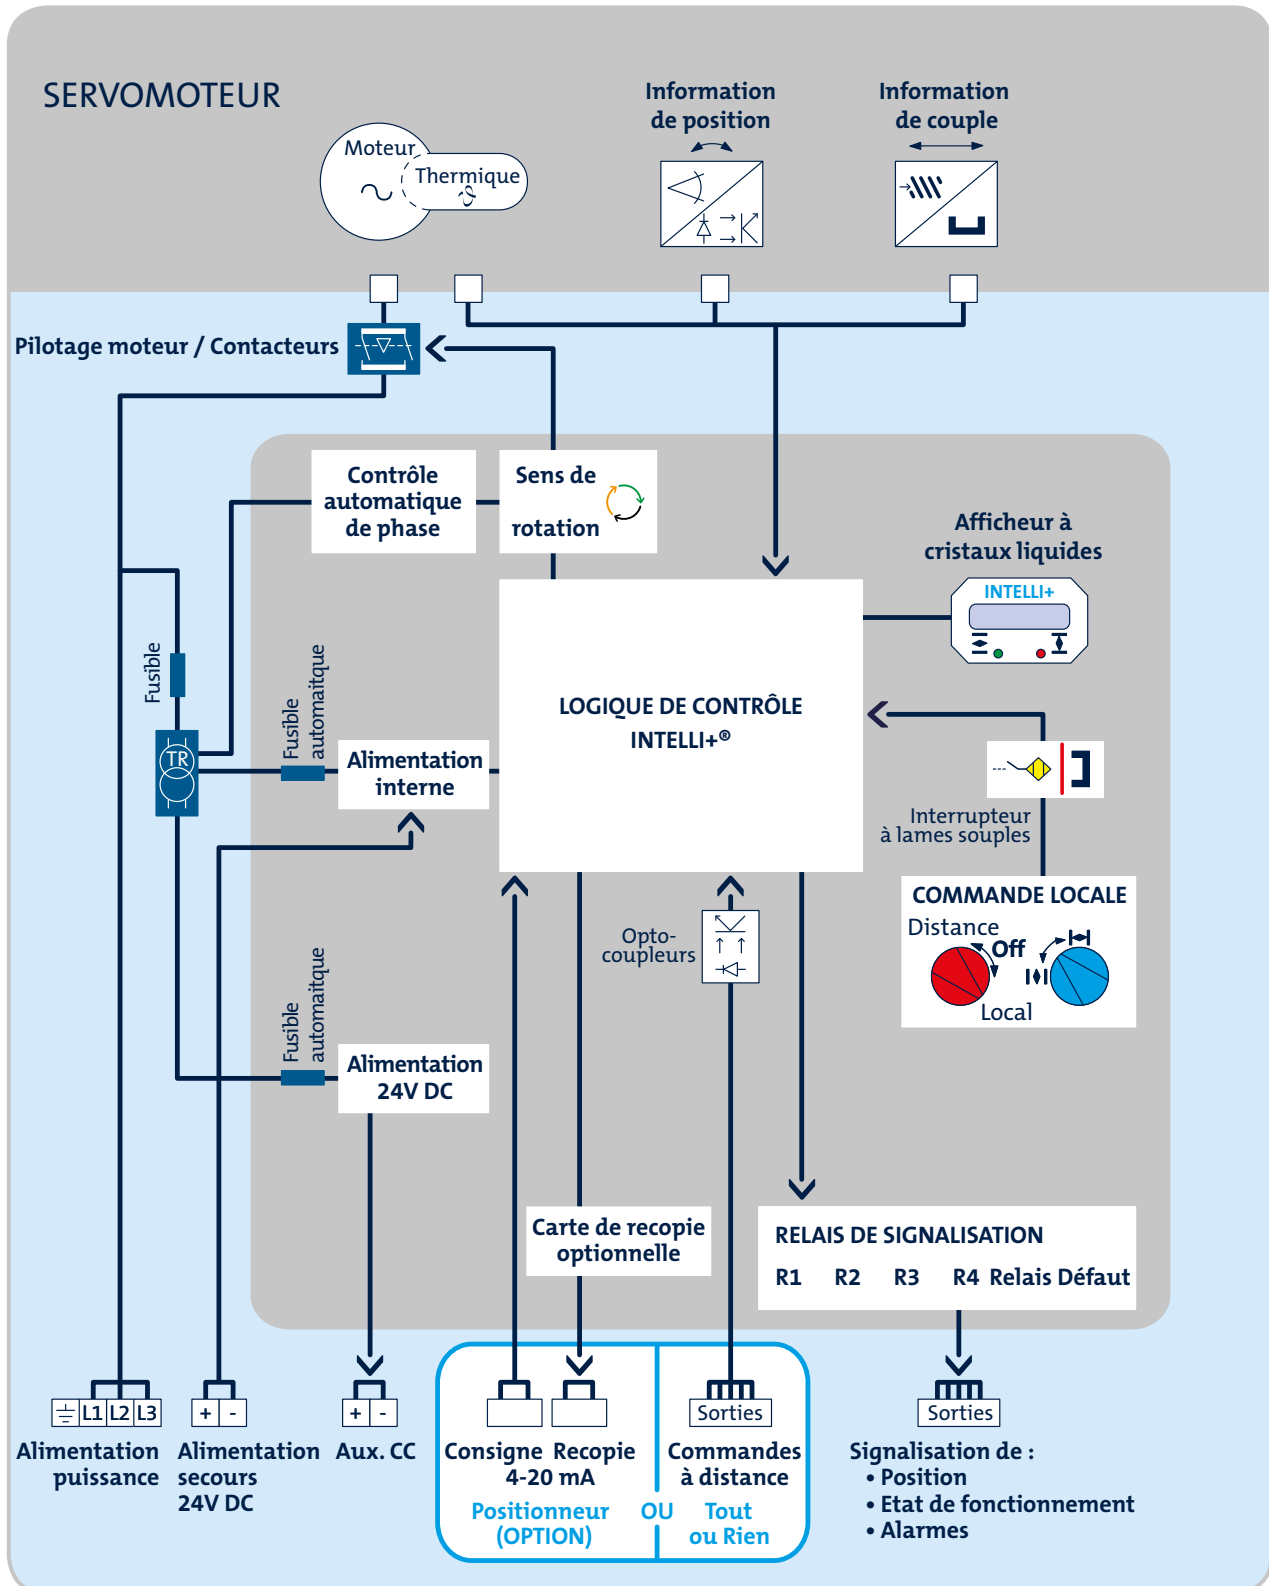 SERVOMOTEUR
Information
de position
Information
de couple
Moteur
Thermique
Pilotage moteur / Contacteurs
Contrôle
automatique
de phase
Sens de
rotation
Afficheur à
cristaux liquides
INTELLI+
Fusible
TR
Fusible
automaitque
Alimentation
interne
LOGIQUE DE CONTRÔLE
INTELLI+®
Interrupteur
à lames souples
COMMANDE LOCALE
Distance
Off
Local
Opto-
coupleurs
Fusible
automaitque
Alimentation
24V DC
Carte de recopie
optionnelle
RELAIS DE SIGNALISATION
R1 R2 R3 R4 Relais Défaut
L1 L2 L3
+ -
+ -
Sorties
Sorties
Alimentation
puissance
Alimentation
secours
24V DC
Aux. CC
Consigne Recopie
4-20 mA
Positionneur
(OPTION)
OU
Commandes
à distance
Tout
ou Rien
Signalisation de :
• Position
• Etat de fonctionnement
• Alarmes